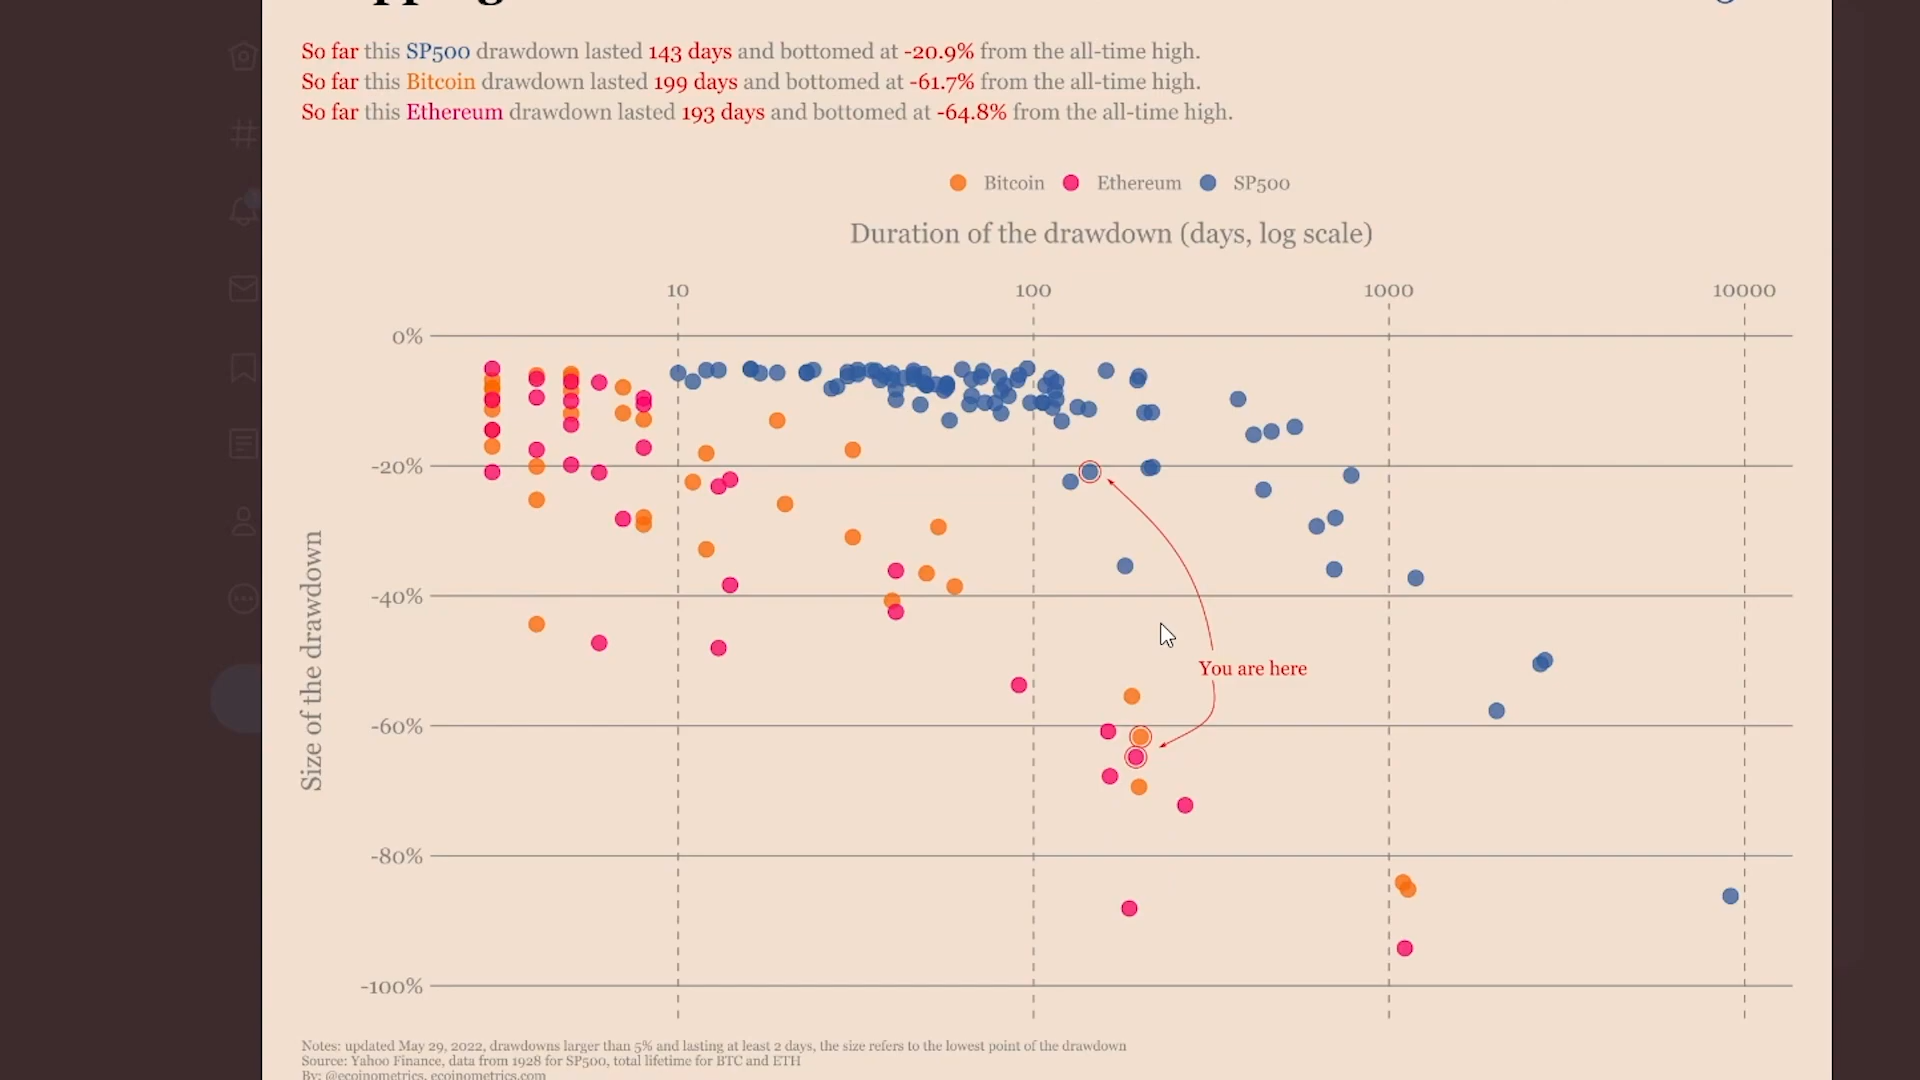 So far this SP500 drawdown lasted 143 days and bottomed at -20.9% from the all-time high.
So far this Bitcoin drawdown lasted 199 days and bottomed at -61.7% from the all-time high.
So far this Ethereum drawdown lasted 193 days and bottomed at -64.8% from the all-time high.
Bitcoin Ethereum SP500
Duration of the drawdown (days, log scale)
10 100 1000 10000
0%
-20%
-40%
-60%
-80%
-100%
Size of the drawdown
You are here
Notes: updated May 29, 2022, drawdowns larger than 5% and lasting at least 2 days, the size refers to the lowest point of the drawdown
Source: Yahoo Finance, data from 1928 for SP500, total lifetime for BTC and ETH
By: @ecoinometrics, ecoinometrics.com